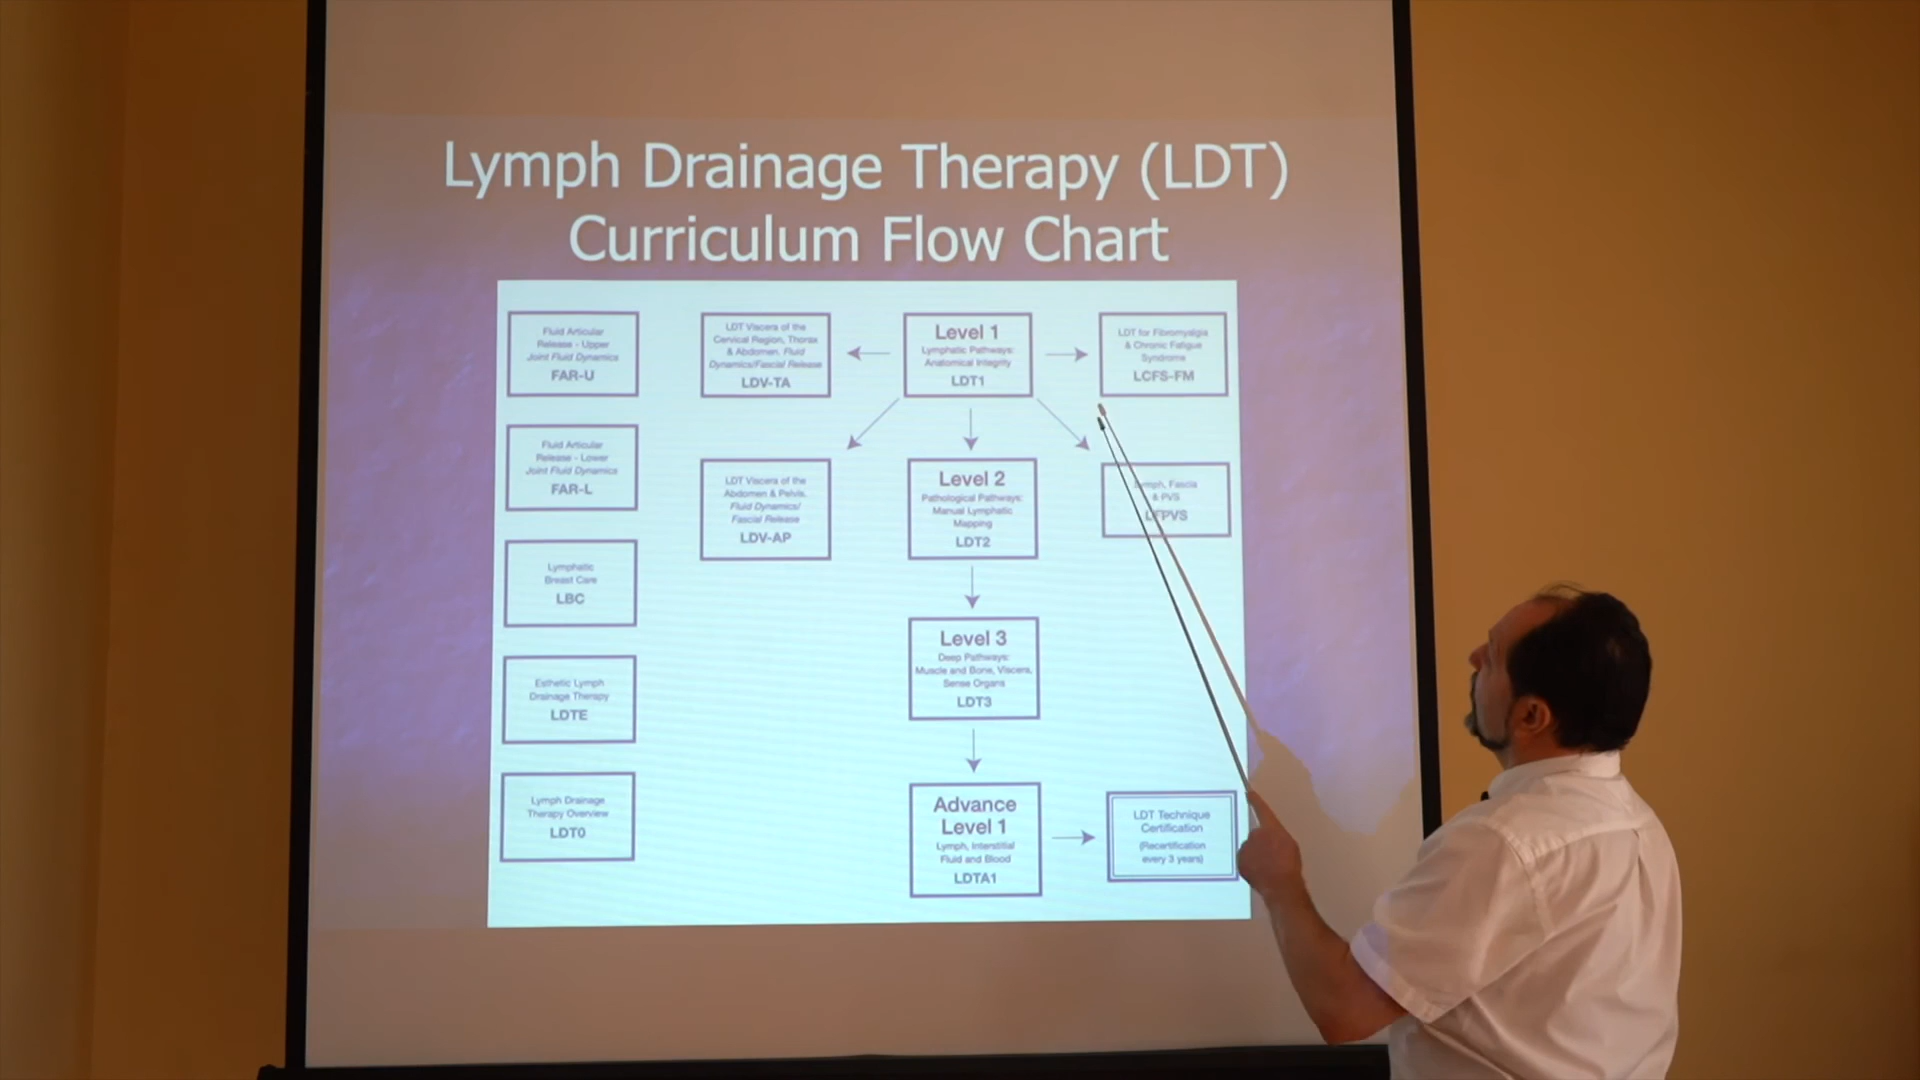 Lymph Drainage Therapy (LDT)
Curriculum Flow Chart
Fluid Articular
Release - Upper
Joint Fluid Dynamics
FAR-U
LDT Viscera of the
Cervical Region, Thorax
& Abdomen, Fluid
Dynamics/Fascial Release
LDV-TA
Level 1
Lymphatic Pathways:
Anatomical Integrity
LDT1
LDT for Fibromyalgia
& Chronic Fatigue
Syndrome
LCFS-FM
Fluid Articular
Release - Lower
Joint Fluid Dynamics
FAR-L
LDT Viscera of the
Abdomen & Pelvis,
Fluid Dynamics/
Fascial Release
LDV-AP
Level 2
Pathological Pathways:
Manual Lymphatic
Mapping
LDT2
Lymph, Fascia
& PVS
LFPVS
Lymphatic
Breast Care
LBC
Level 3
Deep Pathways:
Muscle and Bone, Viscera,
Sense Organs
LDT3
Esthetic Lymph
Drainage Therapy
LDTE
Lymph Drainage
Therapy Overview
LDT0
Advance
Level 1
Lymph, Interstitial
Fluid and Blood
LDTA1
LDT Technique
Certification
(Recertification
every 3 years)